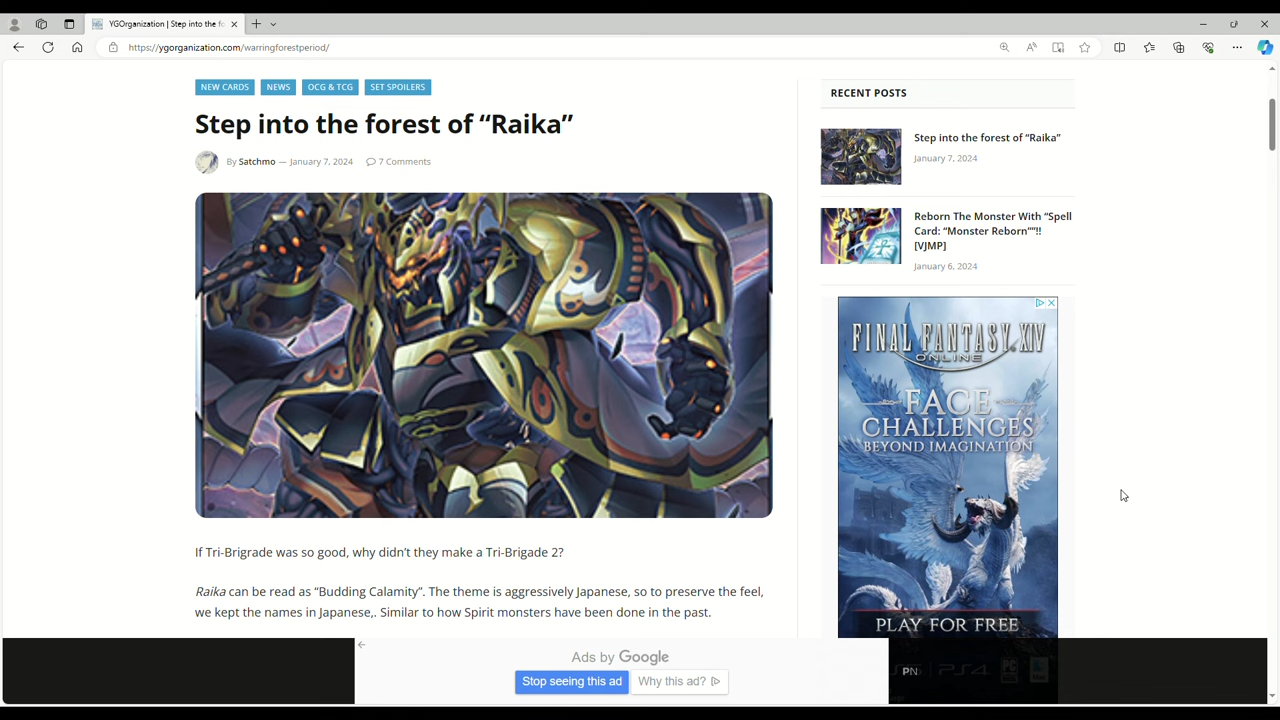 YGOrganization | Step into the fo
https://ygorganization.com/warringforestperiod/
NEW CARDS
NEWS
OCG & TCG
SET SPOILERS
Step into the forest of “Raika”
By Satchmo — January 7, 2024
7 Comments
If Tri-Brigrade was so good, why didn’t they make a Tri-Brigade 2?
Raika can be read as “Budding Calamity”. The theme is aggressively Japanese, so to preserve the feel,
we kept the names in Japanese,. Similar to how Spirit monsters have been done in the past.
RECENT POSTS
Step into the forest of “Raika”
January 7, 2024
Reborn The Monster With “Spell
Card: “Monster Reborn””!!
[VJMP]
January 6, 2024
FINAL FANTASY XIV
ONLINE
FACE
CHALLENGES
BEYOND IMAGINATION
PLAY FOR FREE
PS4
PC
PN
Ads by Google
Stop seeing this ad
Why this ad?